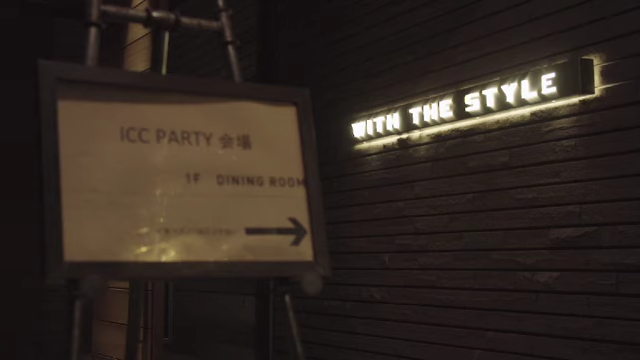 ICC PARTY 会場
1F DINING ROOM
WITH THE STYLE